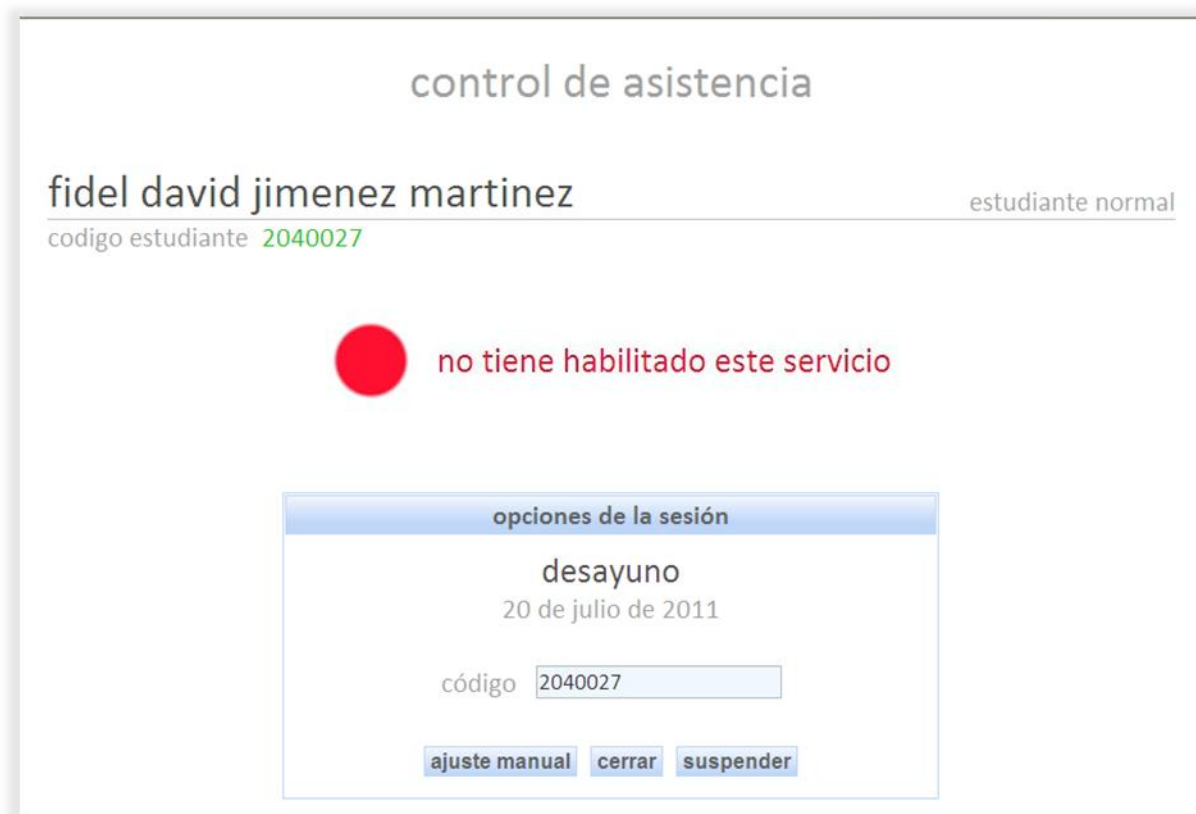 control de asistencia
fidel david jimenez martinez estudiante normal
codigo estudiante 2040027
no tiene habilitado este servicio
opciones de la sesión
desayuno
20 de julio de 2011
código 2040027
ajuste manual cerrar suspender